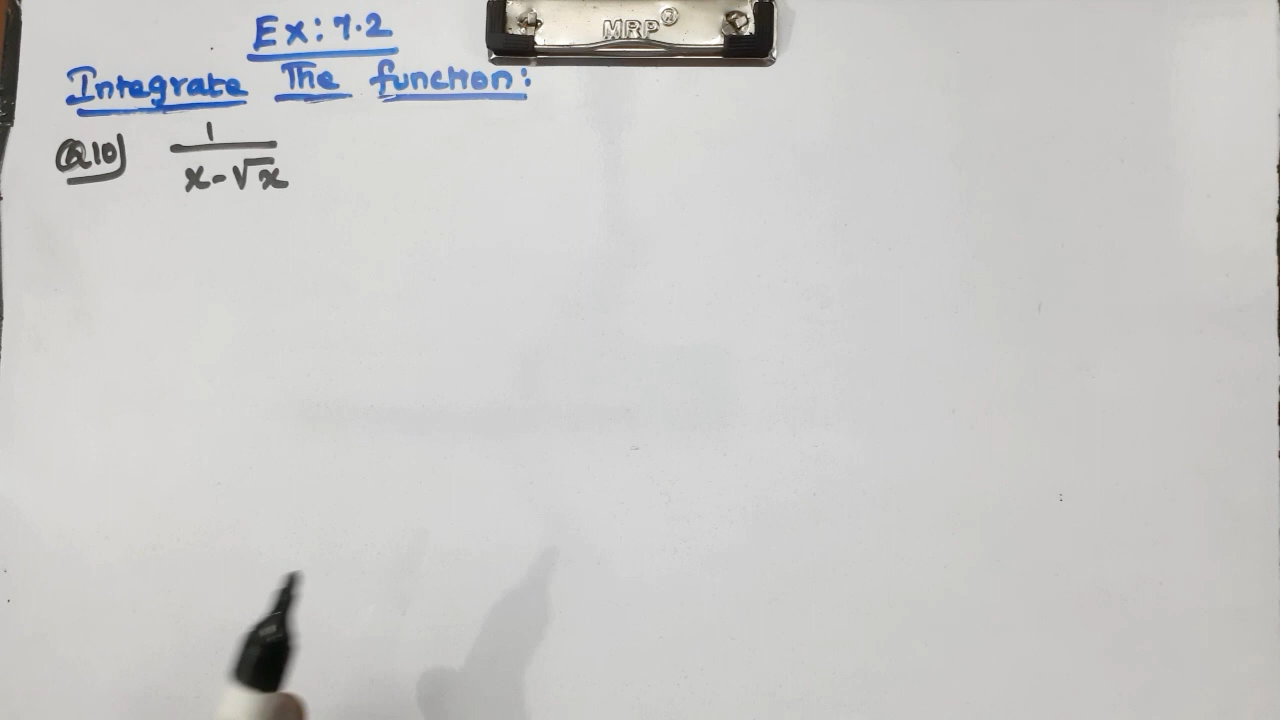 MRP®
Ex: 7.2
Integrate The function:
Q10) 1/(x-√x)